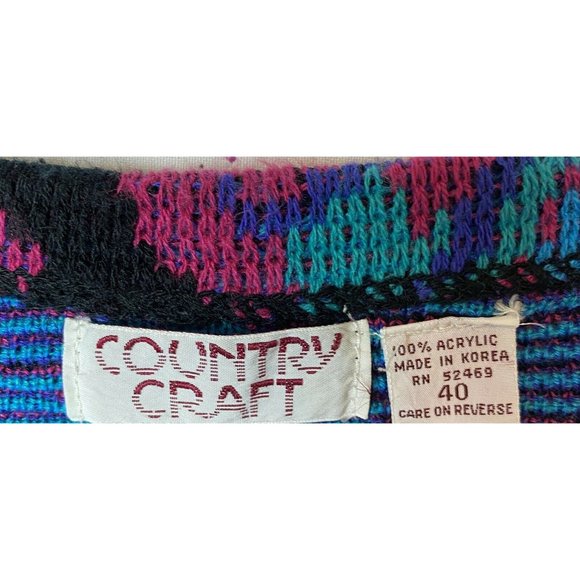 COUNTRY
CRAFT
100% ACRYLIC
MADE IN KOREA
RN 52469
40
CARE ON REVERSE